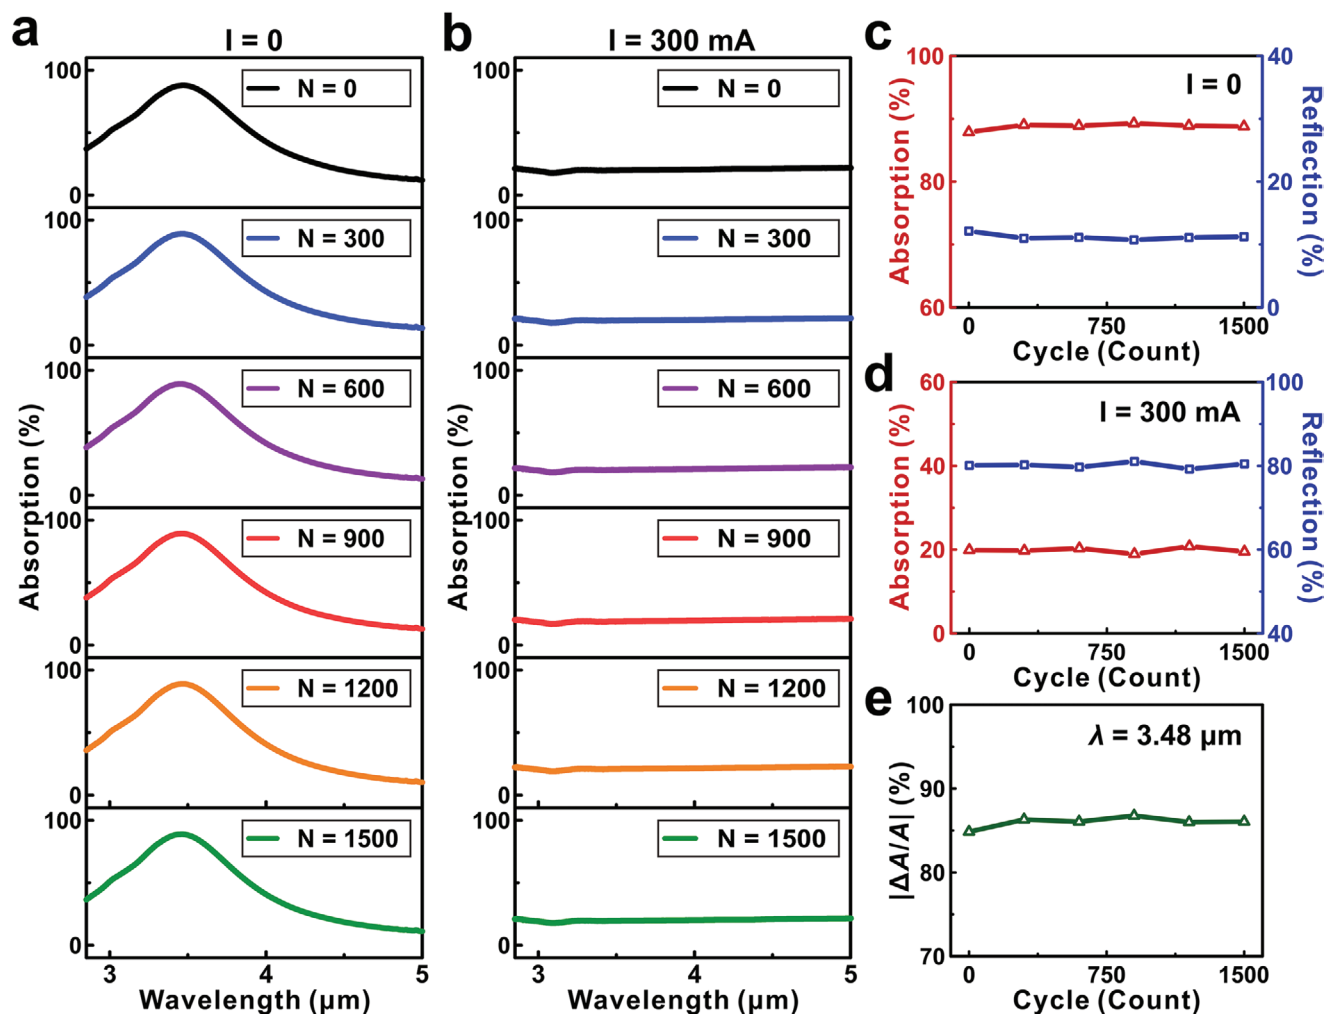 a
I = 0
Absorption (%)
100
0
N = 0
100
0
N = 300
100
0
N = 600
100
0
N = 900
100
0
N = 1200
100
0
N = 1500
3
4
5
Wavelength (μm)
b
I = 300 mA
Absorption (%)
100
0
N = 0
100
0
N = 300
100
0
N = 600
100
0
N = 900
100
0
N = 1200
100
0
N = 1500
3
4
5
Wavelength (μm)
c
I = 0
Absorption (%)
100
80
60
Reflection (%)
40
20
0
0
750
1500
Cycle (Count)
d
I = 300 mA
Absorption (%)
60
40
20
0
Reflection (%)
100
80
60
40
0
750
1500
Cycle (Count)
e
λ = 3.48 μm
|ΔA/A| (%)
100
90
80
70
0
750
1500
Cycle (Count)